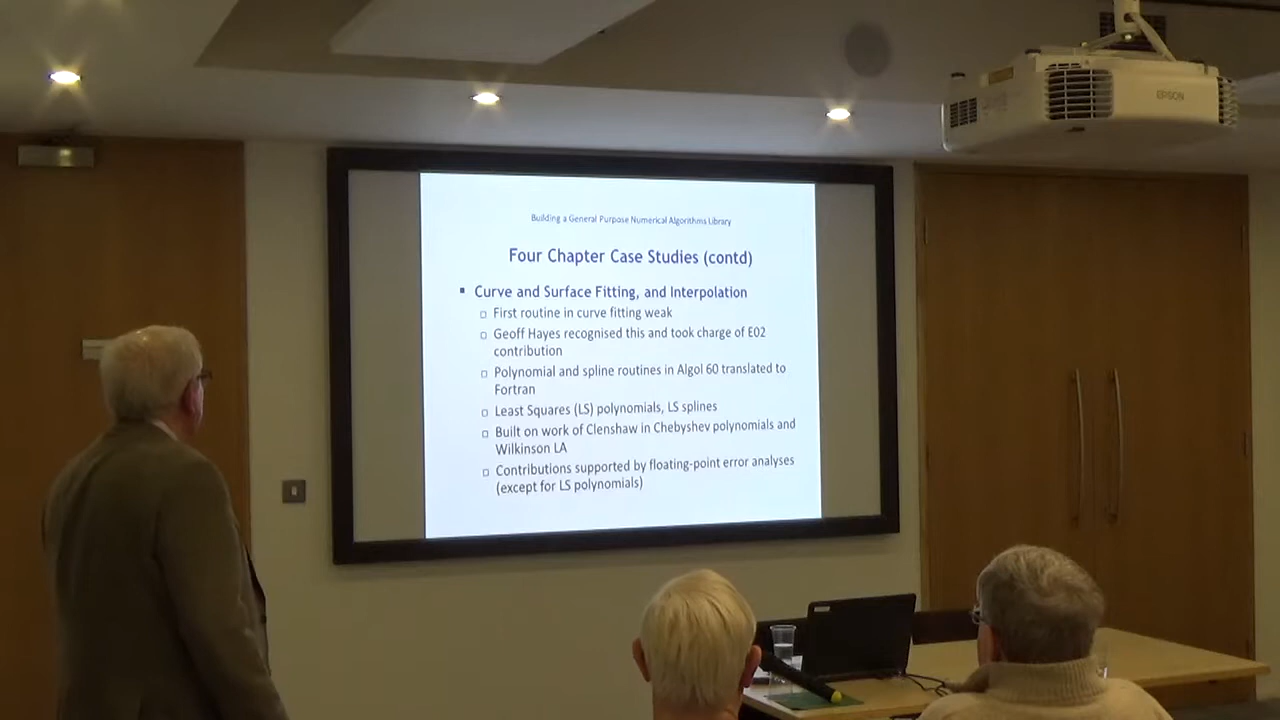 Building a General Purpose Numerical Algorithms Library
Four Chapter Case Studies (contd)
Curve and Surface Fitting, and Interpolation
First routine in curve fitting weak
Geoff Hayes recognised this and took charge of E02
contribution
Polynomial and spline routines in Algol 60 translated to
Fortran
Least Squares (LS) polynomials, LS splines
Built on work of Clenshaw in Chebyshev polynomials and
Wilkinson LA
Contributions supported by floating-point error analyses
(except for LS polynomials)
EPSON